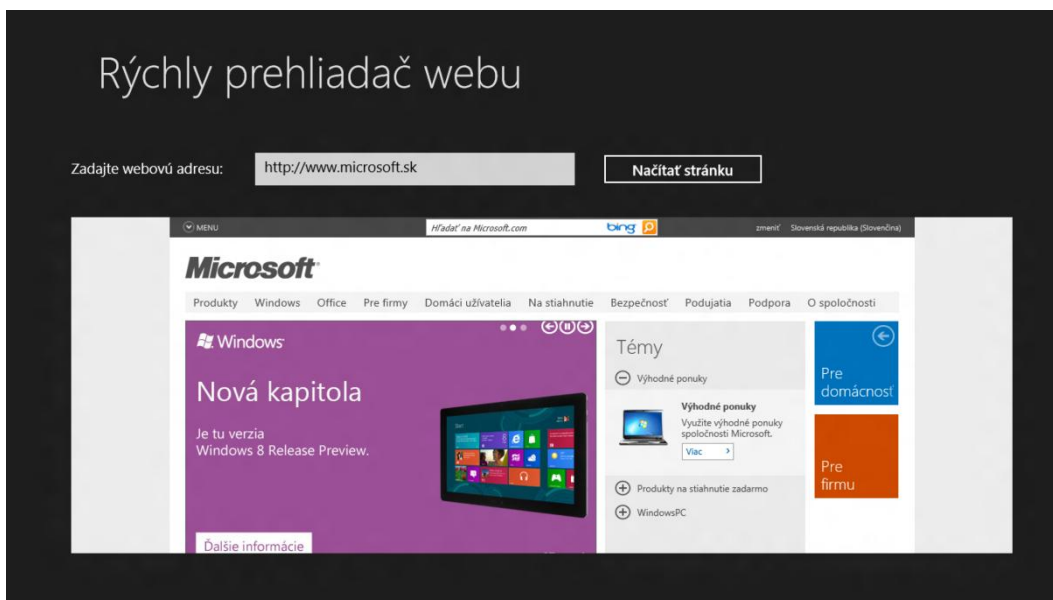 Rýchly prehliadač webu
Zadajte webovú adresu: http://www.microsoft.sk Načítať stránku
MENU Hľadať na Microsoft.com bing zmeniť Slovenská republika (Slovenčina)
Microsoft
Produkty Windows Office Pre firmy Domáci užívatelia Na stiahnutie Bezpečnosť Podujatia Podpora O spoločnosti
Windows
Nová kapitola
Je tu verzia
Windows 8 Release Preview.
Ďalšie informácie
Start
Témy
Výhodné ponuky
Výhodné ponuky
Využite výhodné ponuky
spoločnosti Microsoft.
Viac
Produkty na stiahnutie zadarmo
WindowsPC
Pre
domácnosť
Pre
firmu